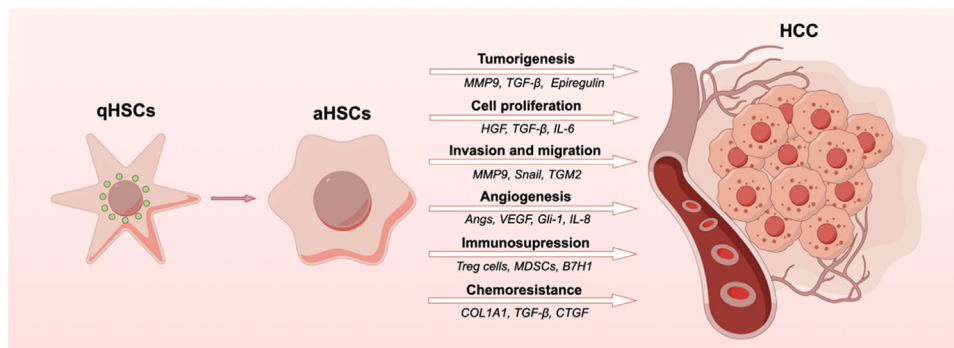 HCC
qHSCs
aHSCs
Tumorigenesis
MMP9, TGF-β, Epiregulin
Cell proliferation
HGF, TGF-β, IL-6
Invasion and migration
MMP9, Snail, TGM2
Angiogenesis
Angs, VEGF, Gli-1, IL-8
Immunosupression
Treg cells, MDSCs, B7H1
Chemoresistance
COL1A1, TGF-β, CTGF